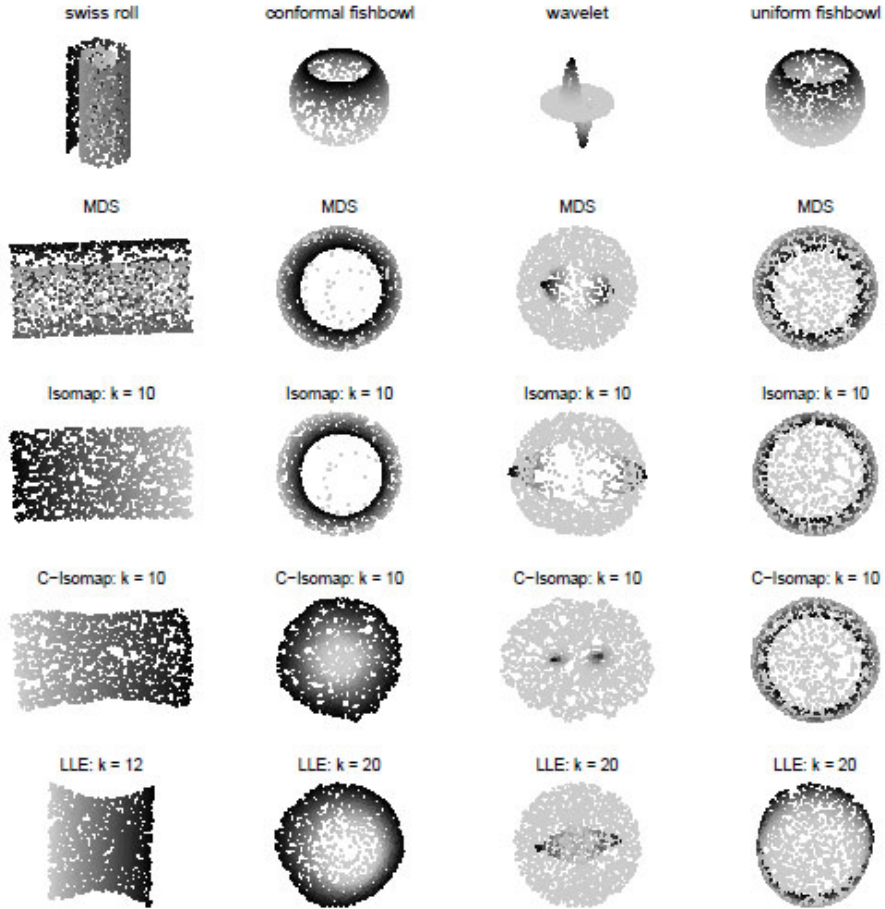 swiss roll conformal fishbowl wavelet uniform fishbowl
MDS MDS MDS MDS
Isomap: k = 10 Isomap: k = 10 Isomap: k = 10 Isomap: k = 10
C−Isomap: k = 10 C−Isomap: k = 10 C−Isomap: k = 10 C−Isomap: k = 10
LLE: k = 12 LLE: k = 20 LLE: k = 20 LLE: k = 20